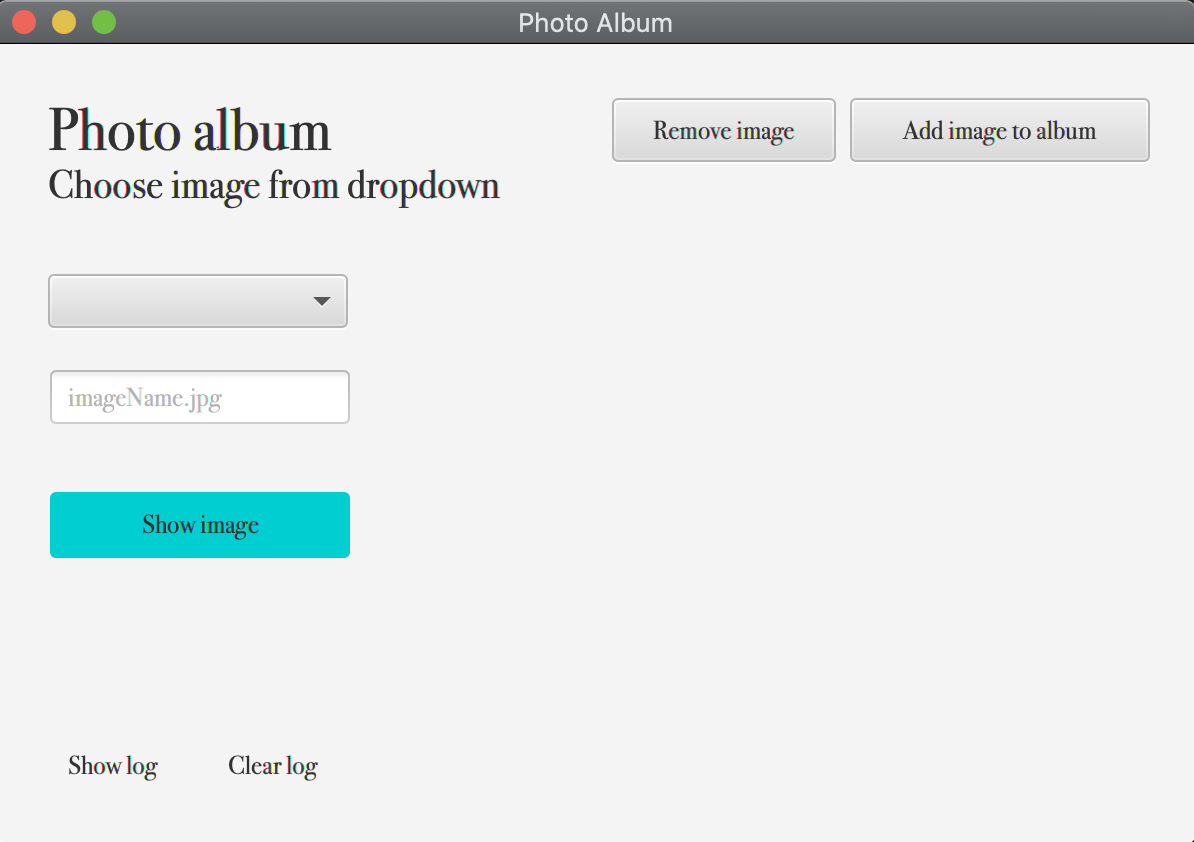 Photo Album
Photo album
Remove image
Add image to album
Choose image from dropdown
imageName.jpg
Show image
Show log
Clear log